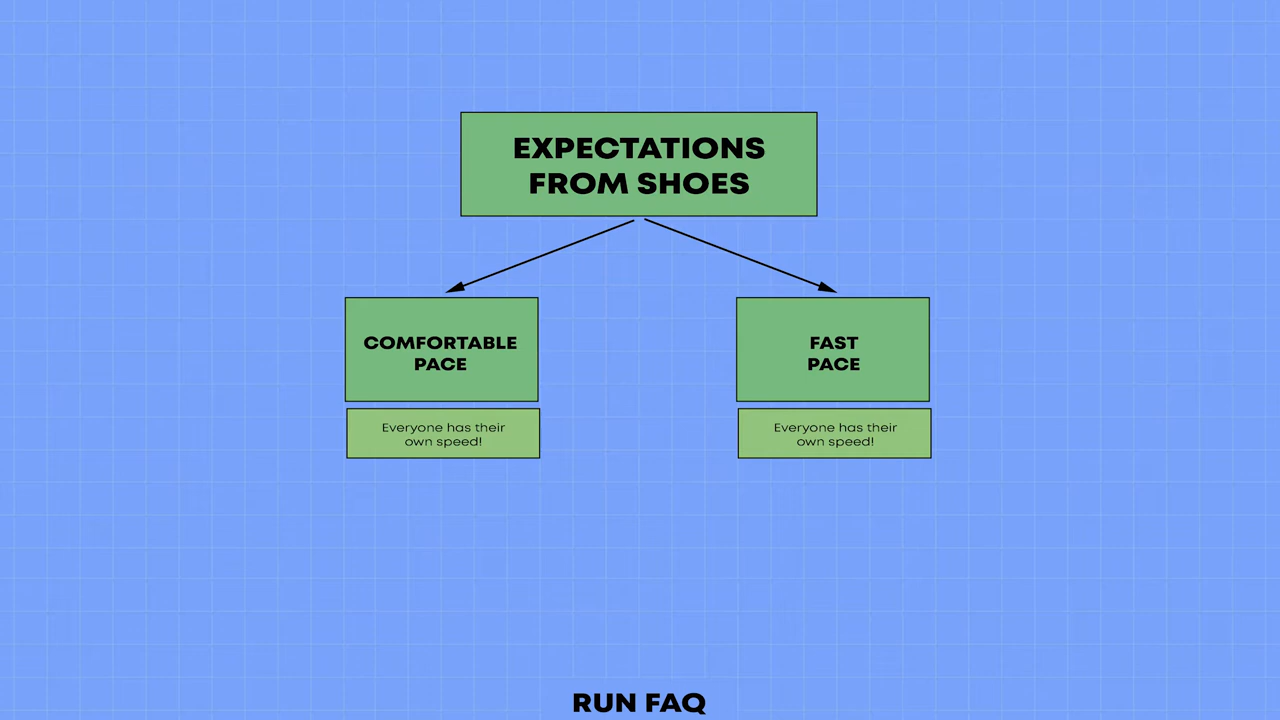 EXPECTATIONS
FROM SHOES
COMFORTABLE
PACE
Everyone has their
own speed!
FAST
PACE
Everyone has their
own speed!
RUN FAQ